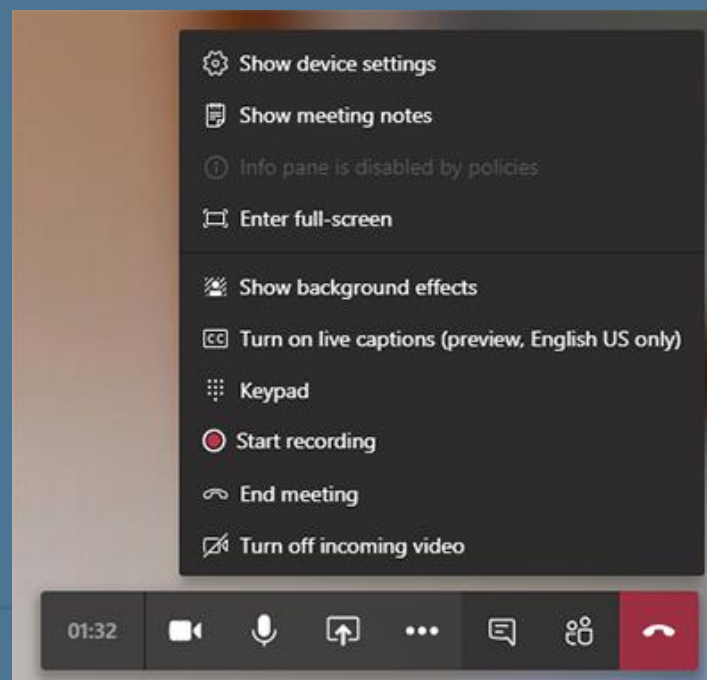 Show device settings
Show meeting notes
Info pane is disabled by policies
Enter full-screen
Show background effects
CC Turn on live captions (preview, English US only)
Keypad
Start recording
End meeting
Turn off incoming video
01:32